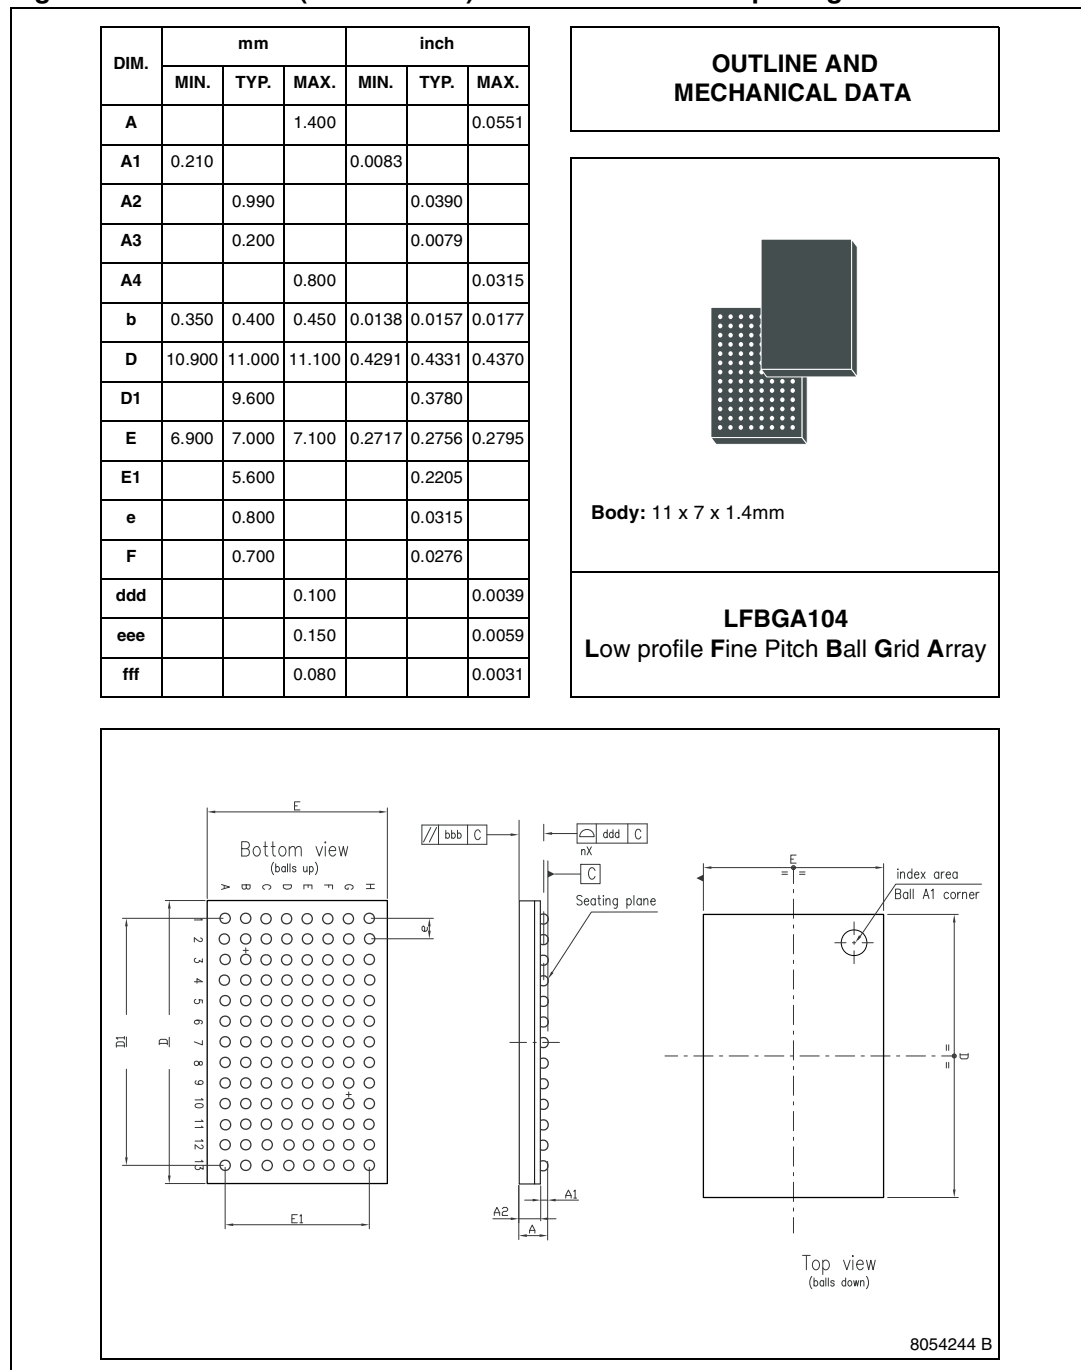 DIM. mm inch
MIN. TYP. MAX. MIN. TYP. MAX.
A 1.400 0.0551
A1 0.210 0.0083
A2 0.990 0.0390
A3 0.200 0.0079
A4 0.800 0.0315
b 0.350 0.400 0.450 0.0138 0.0157 0.0177
D 10.900 11.000 11.100 0.4291 0.4331 0.4370
D1 9.600 0.3780
E 6.900 7.000 7.100 0.2717 0.2756 0.2795
E1 5.600 0.2205
e 0.800 0.0315
F 0.700 0.0276
ddd 0.100 0.0039
eee 0.150 0.0059
fff 0.080 0.0031
OUTLINE AND
MECHANICAL DATA
Body: 11 x 7 x 1.4mm
LFBGA104
Low profile Fine Pitch Ball Grid Array
E
Bottom view
(balls up)
A B C D E F G H
1
2
3
4
5
6
7
8
9
10
11
12
13
D1
D
e
E1
// bbb C
ddd C
nX
C
Seating plane
A1
A2
A
E
= =
index area
Ball A1 corner
= D =
Top view
(balls down)
8054244 B